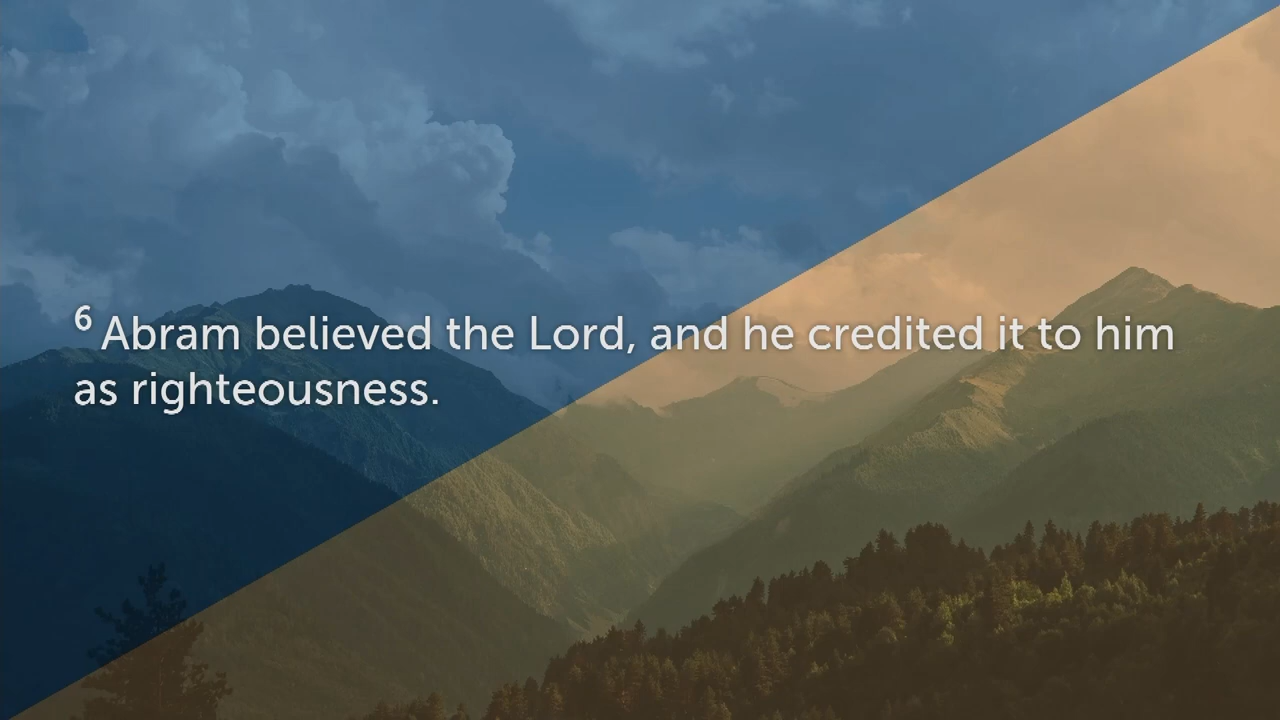 6 Abram believed the Lord, and he credited it to him
as righteousness.